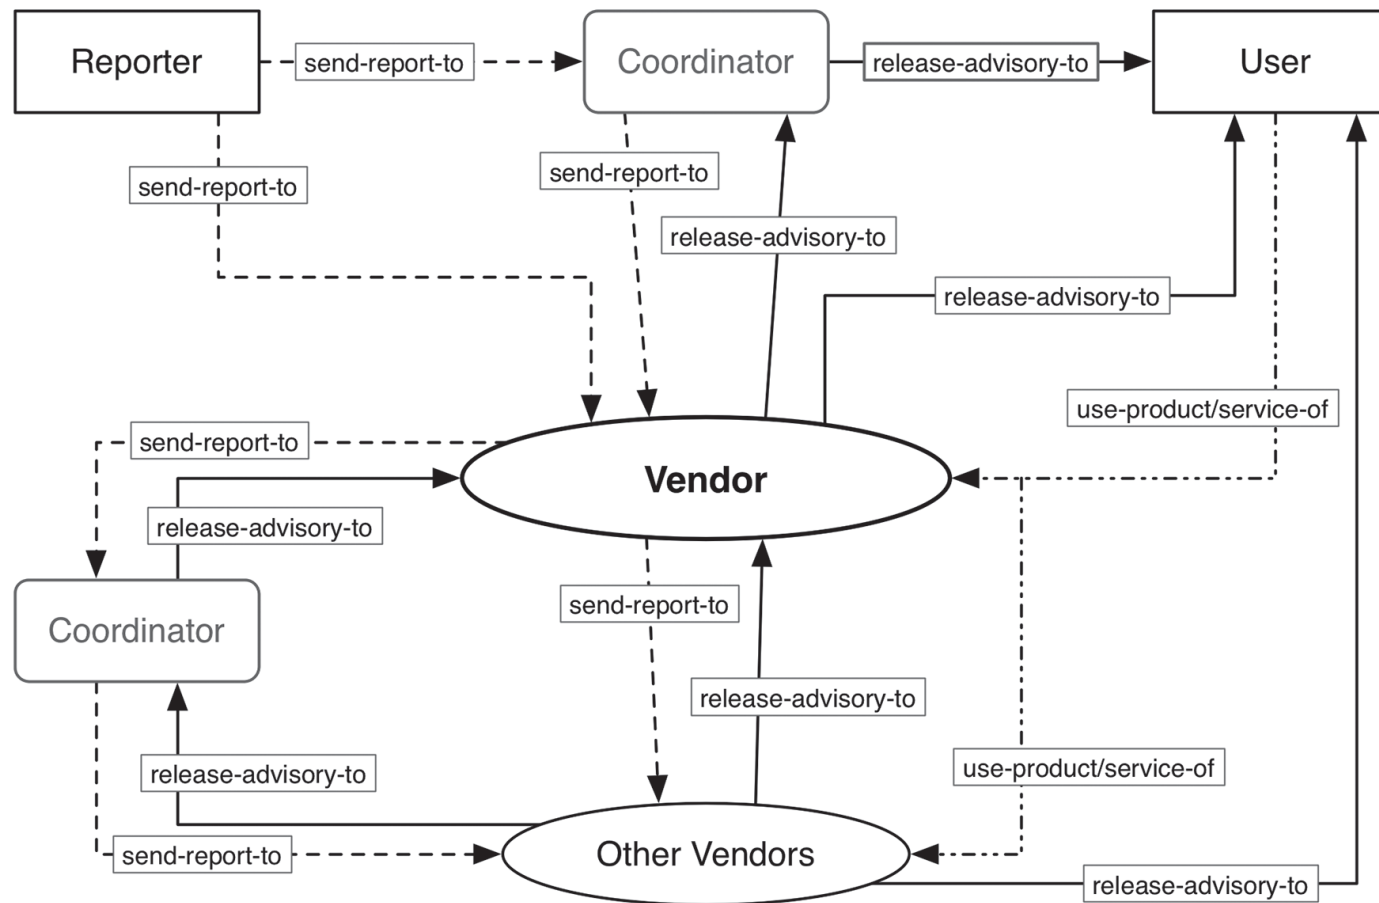 Reporter
send-report-to
Coordinator
release-advisory-to
User
send-report-to
send-report-to
release-advisory-to
release-advisory-to
use-product/service-of
send-report-to
Vendor
release-advisory-to
send-report-to
Coordinator
release-advisory-to
use-product/service-of
release-advisory-to
send-report-to
Other Vendors
release-advisory-to